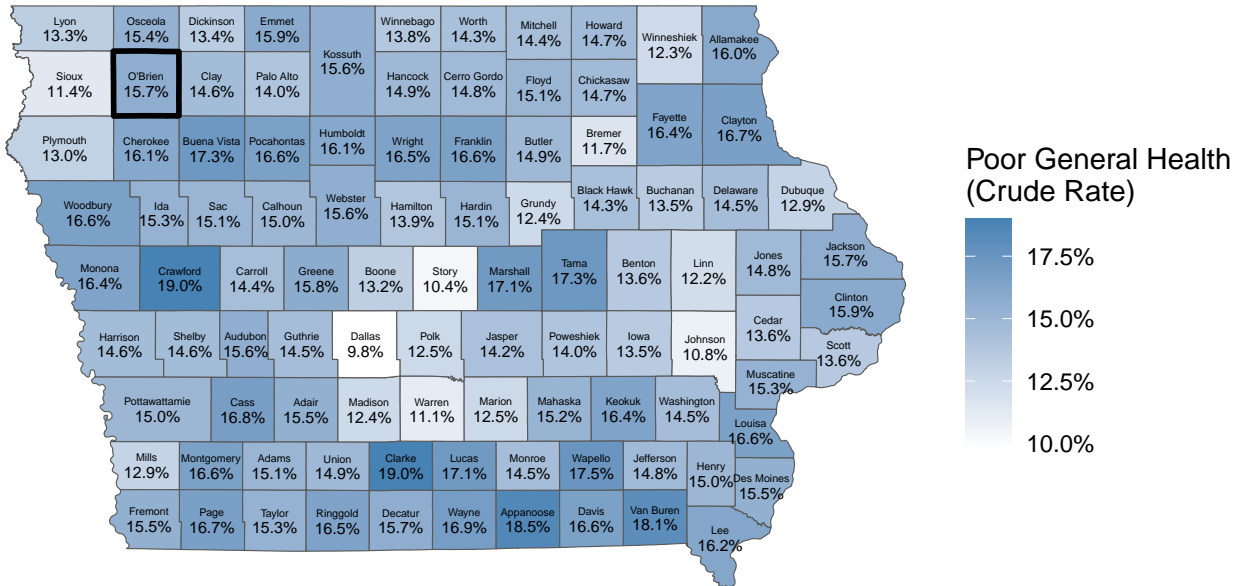 Lyon
13.3%
Osceola
15.4%
Dickinson
13.4%
Emmet
15.9%
Kossuth
15.6%
Winnebago
13.8%
Worth
14.3%
Mitchell
14.4%
Howard
14.7%
Winneshiek
12.3%
Allamakee
16.0%
Sioux
11.4%
O'Brien
15.7%
Clay
14.6%
Palo Alto
14.0%
Hancock
14.9%
Cerro Gordo
14.8%
Floyd
15.1%
Chickasaw
14.7%
Fayette
16.4%
Clayton
16.7%
Plymouth
13.0%
Cherokee
16.1%
Buena Vista
17.3%
Pocahontas
16.6%
Humboldt
16.1%
Wright
16.5%
Franklin
16.6%
Butler
14.9%
Bremer
11.7%
Woodbury
16.6%
Ida
15.3%
Sac
15.1%
Calhoun
15.0%
Webster
15.6%
Hamilton
13.9%
Hardin
15.1%
Grundy
12.4%
Black Hawk
14.3%
Buchanan
13.5%
Delaware
14.5%
Dubuque
12.9%
Monona
16.4%
Crawford
19.0%
Carroll
14.4%
Greene
15.8%
Boone
13.2%
Story
10.4%
Marshall
17.1%
Tama
17.3%
Benton
13.6%
Linn
12.2%
Jones
14.8%
Jackson
15.7%
Clinton
15.9%
Harrison
14.6%
Shelby
14.6%
Audubon
15.6%
Guthrie
14.5%
Dallas
9.8%
Polk
12.5%
Jasper
14.2%
Poweshiek
14.0%
Iowa
13.5%
Johnson
10.8%
Cedar
13.6%
Scott
13.6%
Muscatine
15.3%
Pottawattamie
15.0%
Cass
16.8%
Adair
15.5%
Madison
12.4%
Warren
11.1%
Marion
12.5%
Mahaska
15.2%
Keokuk
16.4%
Washington
14.5%
Louisa
16.6%
Mills
12.9%
Montgomery
16.6%
Adams
15.1%
Union
14.9%
Clarke
19.0%
Lucas
17.1%
Monroe
14.5%
Wapello
17.5%
Jefferson
14.8%
Henry
15.0%
Des Moines
15.5%
Fremont
15.5%
Page
16.7%
Taylor
15.3%
Ringgold
16.5%
Decatur
15.7%
Wayne
16.9%
Appanoose
18.5%
Davis
16.6%
Van Buren
18.1%
Lee
16.2%
Poor General Health
(Crude Rate)
17.5%
15.0%
12.5%
10.0%